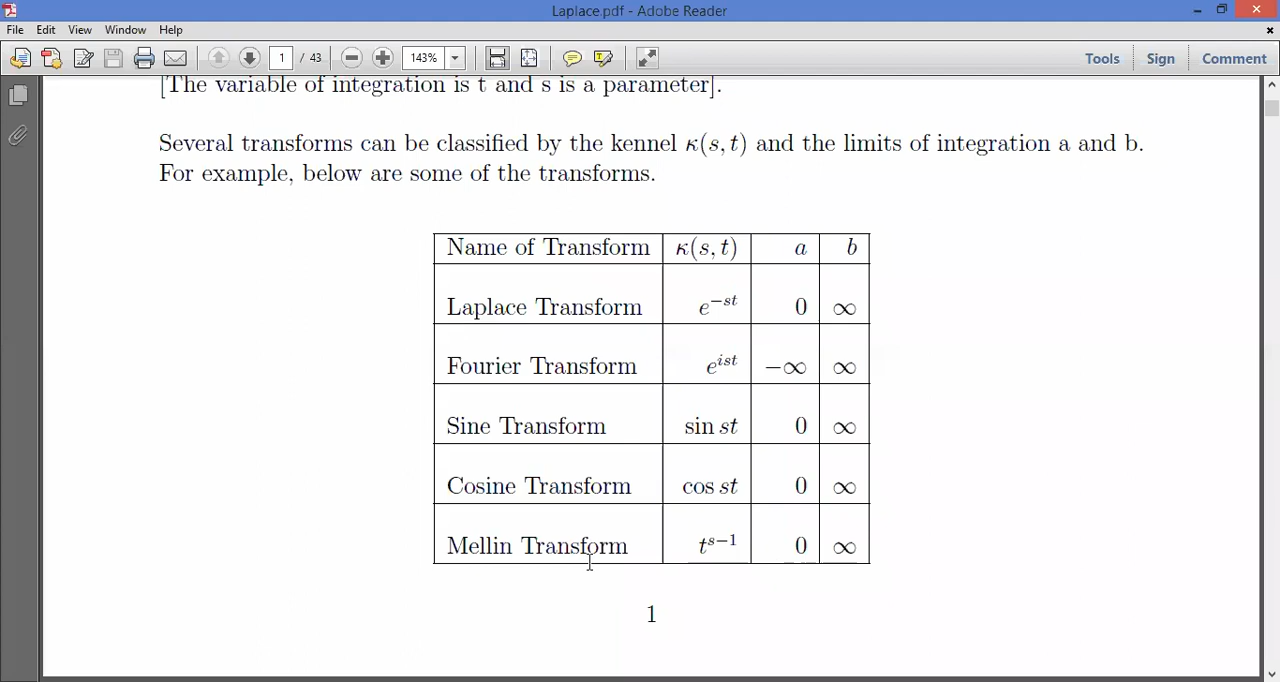 Laplace.pdf - Adobe Reader
File Edit View Window Help
1 / 43 143% Tools Sign Comment
[The variable of integration is t and s is a parameter].
Several transforms can be classified by the kennel κ(s, t) and the limits of integration a and b.
For example, below are some of the transforms.
Name of Transform κ(s, t) a b
Laplace Transform e^{-st} 0 ∞
Fourier Transform e^{ist} −∞ ∞
Sine Transform sin st 0 ∞
Cosine Transform cos st 0 ∞
Mellin Transform t^{s-1} 0 ∞
1